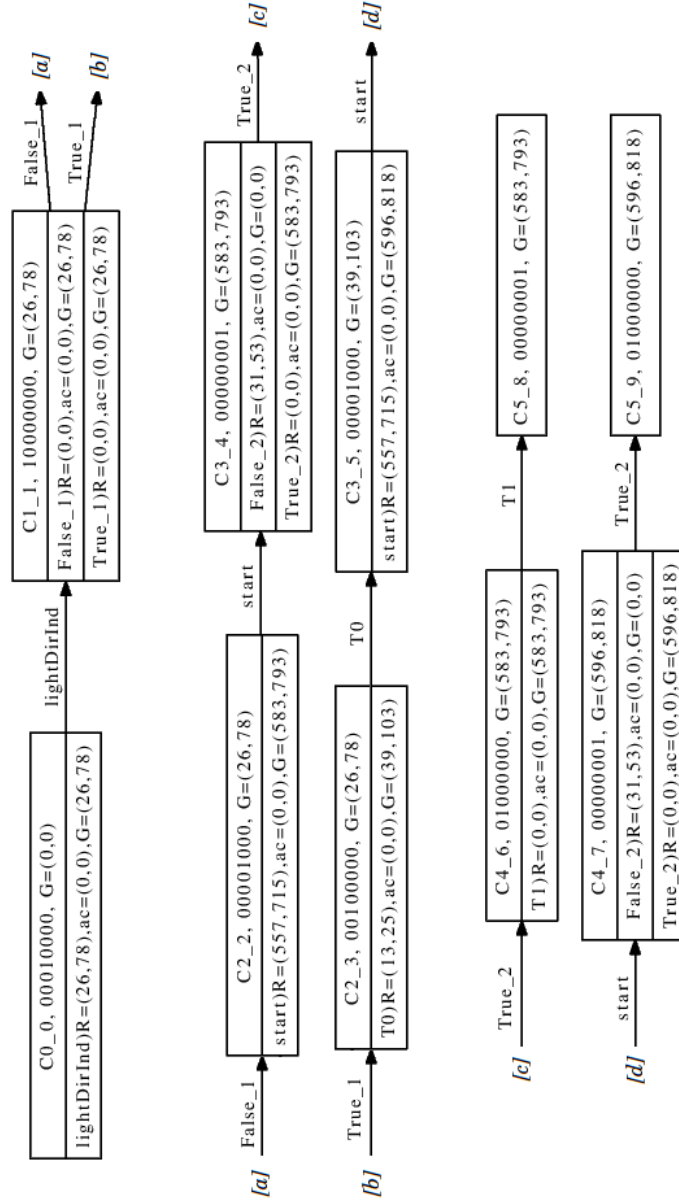 C0_0, 00010000, G=(0,0)
lightDirInd)R=(26,78),ac=(0,0),G=(26,78)
lightDirInd
C1_1, 10000000, G=(26,78)
False_1)R=(0,0),ac=(0,0),G=(26,78)
True_1)R=(0,0),ac=(0,0),G=(26,78)
False_1
[a]
True_1
[b]
[a]
False_1
C2_2, 00001000, G=(26,78)
start)R=(557,715),ac=(0,0),G=(583,793)
start
C3_4, 00000001, G=(583,793)
False_2)R=(31,53),ac=(0,0),G=(0,0)
True_2)R=(0,0),ac=(0,0),G=(583,793)
True_2
[c]
[b]
True_1
C2_3, 00100000, G=(26,78)
T0)R=(13,25),ac=(0,0),G=(39,103)
T0
C3_5, 00001000, G=(39,103)
start)R=(557,715),ac=(0,0),G=(596,818)
start
[d]
[c]
True_2
C4_6, 01000000, G=(583,793)
T1)R=(0,0),ac=(0,0),G=(583,793)
T1
C5_8, 00000001, G=(583,793)
[d]
start
C4_7, 00000001, G=(596,818)
False_2)R=(31,53),ac=(0,0),G=(0,0)
True_2)R=(0,0),ac=(0,0),G=(596,818)
True_2
C5_9, 01000000, G=(596,818)